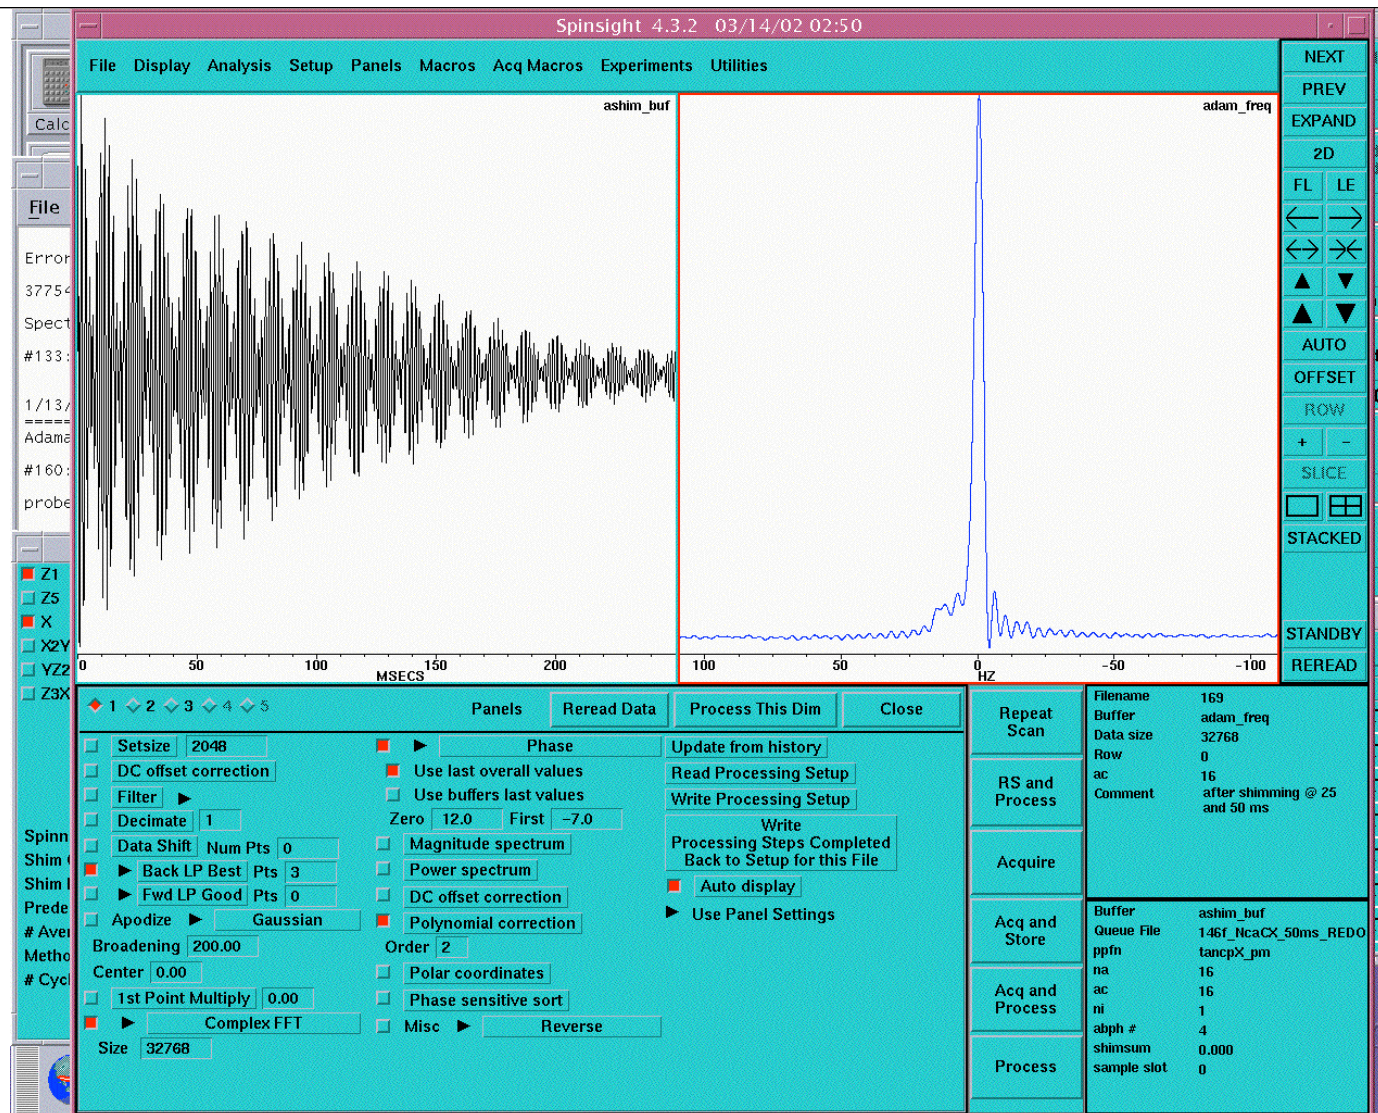 Spinsight 4.3.2 03/14/02 02:50
File Display Analysis Setup Panels Macros Acq Macros Experiments Utilities
Calc
File
Error
37754
Spect
#133:
1/13/
=====
Adama
#160:
probe
Z1
Z5
X
X2Y
YZ2
Z3X
Spinn
Shim
Shim
Prede
# Aver
Metho
# Cycl
ashim_buf
0 50 100 150 200
MSECS
adam_freq
100 50 0 -50 -100
HZ
NEXT
PREV
EXPAND
2D
FL LE
AUTO
OFFSET
ROW
+ -
SLICE
STACKED
STANDBY
REREAD
1 2 3 4 5 Panels Reread Data Process This Dim Close
Setsize 2048
DC offset correction
Filter
Decimate 1
Data Shift Num Pts 0
Back LP Best Pts 3
Fwd LP Good Pts 0
Apodize Gaussian
Broadening 200.00
Center 0.00
1st Point Multiply 0.00
Complex FFT
Size 32768
Phase
Use last overall values
Use buffers last values
Zero 12.0 First -7.0
Magnitude spectrum
Power spectrum
DC offset correction
Polynomial correction
Order 2
Polar coordinates
Phase sensitive sort
Misc Reverse
Update from history
Read Processing Setup
Write Processing Setup
Write
Processing Steps Completed
Back to Setup for this File
Auto display
Use Panel Settings
Repeat
Scan
RS and
Process
Acquire
Acq and
Store
Acq and
Process
Process
Filename 169
Buffer adam_freq
Data size 32768
Row 0
ac 16
Comment after shimming @ 25
and 50 ms
Buffer ashim_buf
Queue File 146f_NcaCX_50ms_REDO
ppfn tancpX_pm
na 16
ac 16
ni 1
abph # 4
shimsum 0.000
sample slot 0